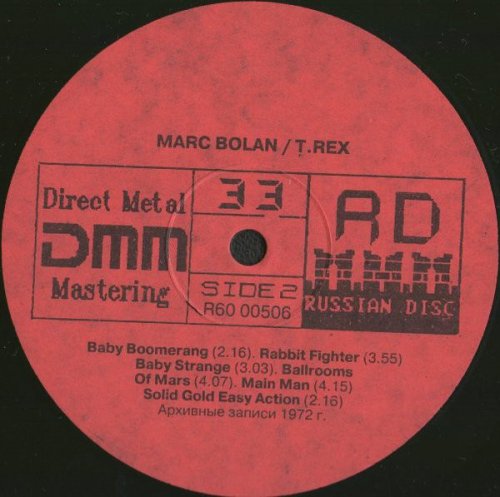 MARC BOLAN / T.REX
Direct Metal
DMM
Mastering
33
SIDE 2
R60 00506
RD
RUSSIAN DISC
Baby Boomerang (2.16). Rabbit Fighter (3.55)
Baby Strange (3.03). Ballrooms
Of Mars (4.07). Main Man (4.15)
Solid Gold Easy Action (2.16)
Архивные записи 1972 г.